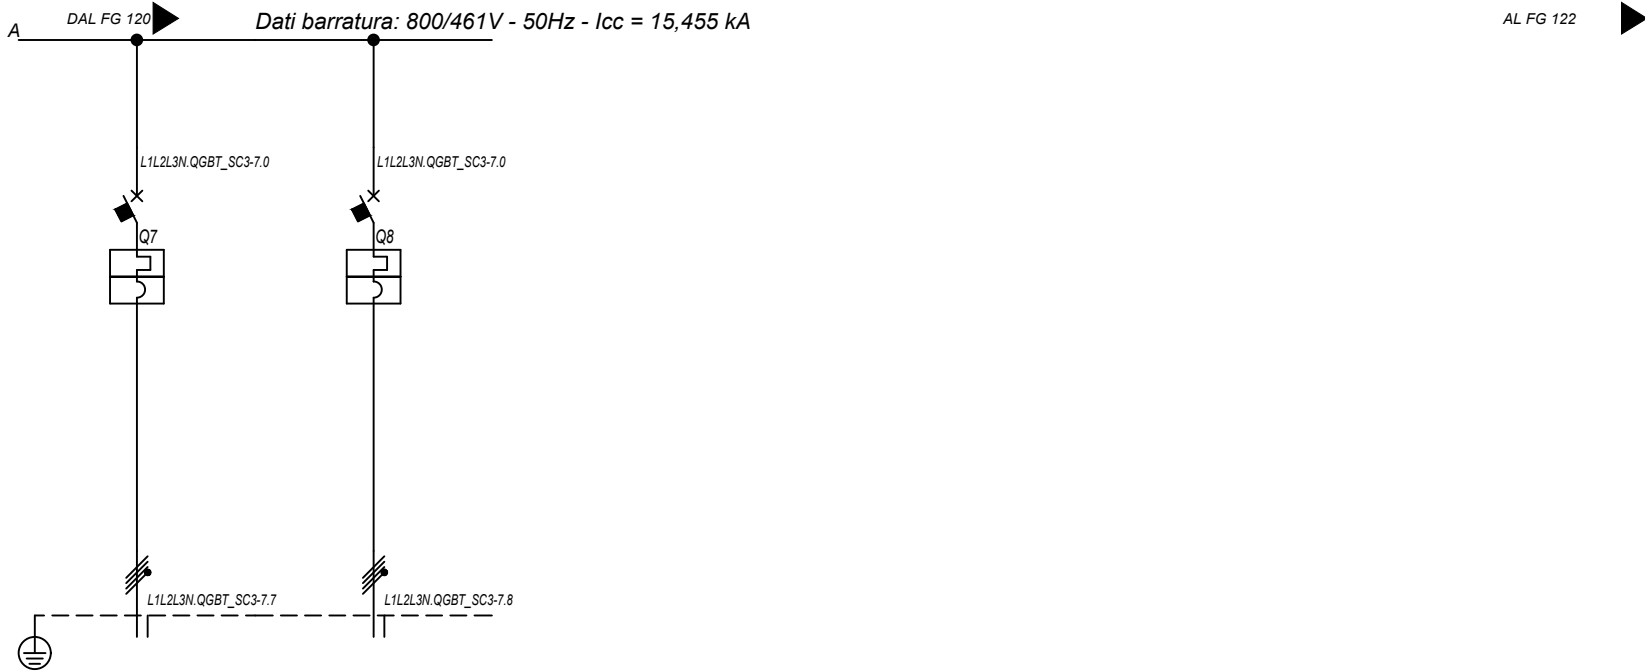 DAL FG 120
Dati barratura: 800/461V - 50Hz - Icc = 15,455 kA
AL FG 122
A
L1L2L3N.QGBT_SC3-7.0
L1L2L3N.QGBT_SC3-7.0
Q7
Q8
L1L2L3N.QGBT_SC3-7.7
L1L2L3N.QGBT_SC3-7.8